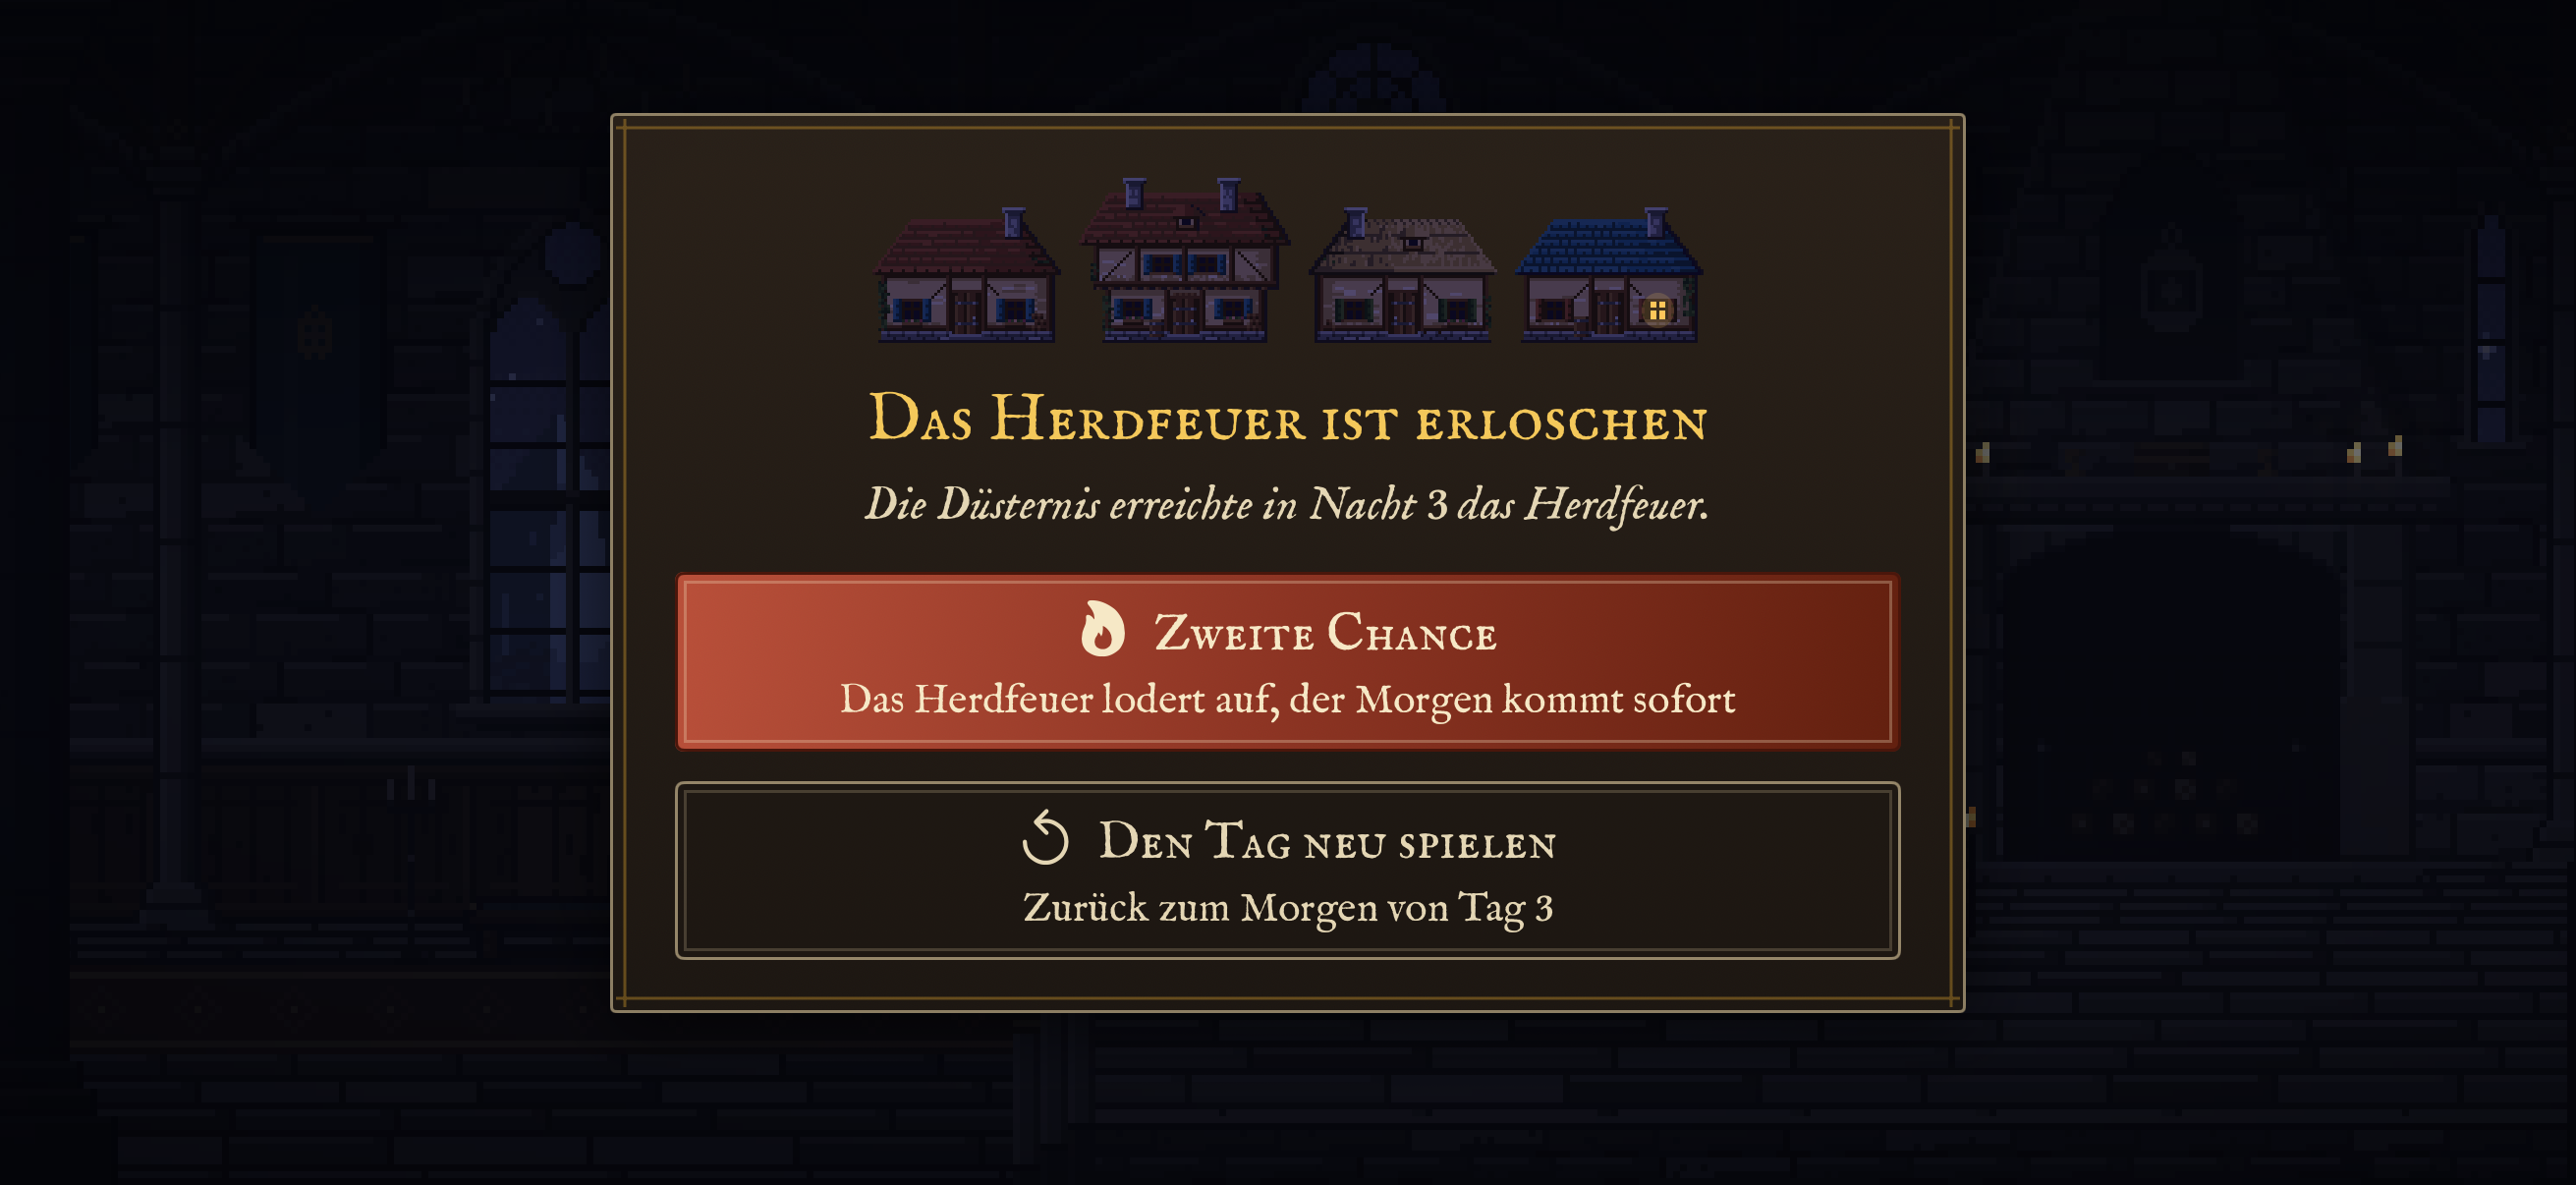 Das Herdfeuer ist erloschen
Die Düsternis erreichte in Nacht 3 das Herdfeuer.
Zweite Chance
Das Herdfeuer lodert auf, der Morgen kommt sofort
Den Tag neu spielen
Zurück zum Morgen von Tag 3